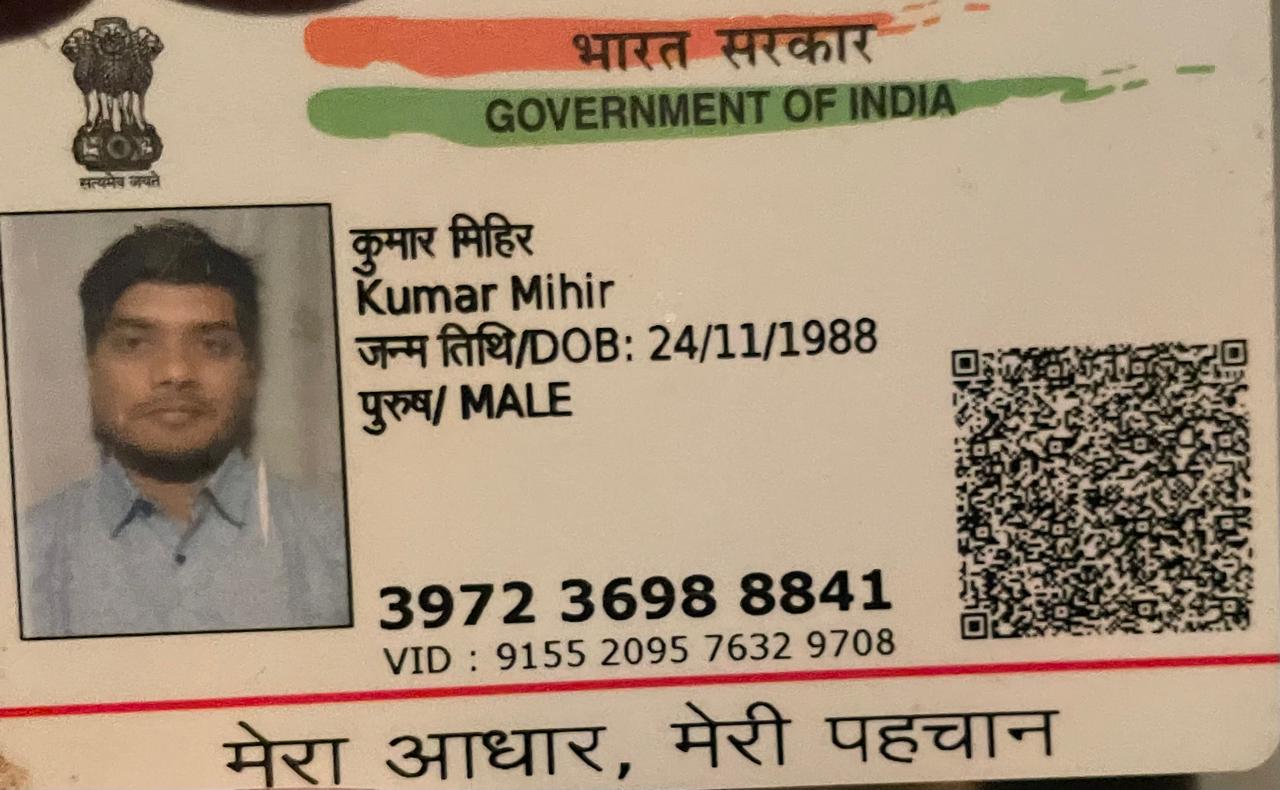 भारत सरकार
GOVERNMENT OF INDIA
सत्यमेव जयते
कुमार मिहिर
Kumar Mihir
जन्म तिथि/DOB: 24/11/1988
पुरुष/ MALE
3972 3698 8841
VID : 9155 2095 7632 9708
मेरा आधार, मेरी पहचान